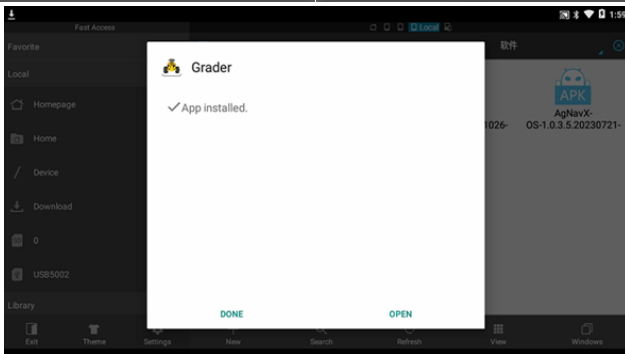 1:59
Fast Access
Local
Favorite
软件
Grader
Local
App installed.
APK
Homepage
AgNavX-
1026-
OS-1.0.3.5.20230721-
Home
Device
Download
0
USB5002
Library
DONE
OPEN
Exit
Theme
Settings
New
Search
Refresh
View
Windows